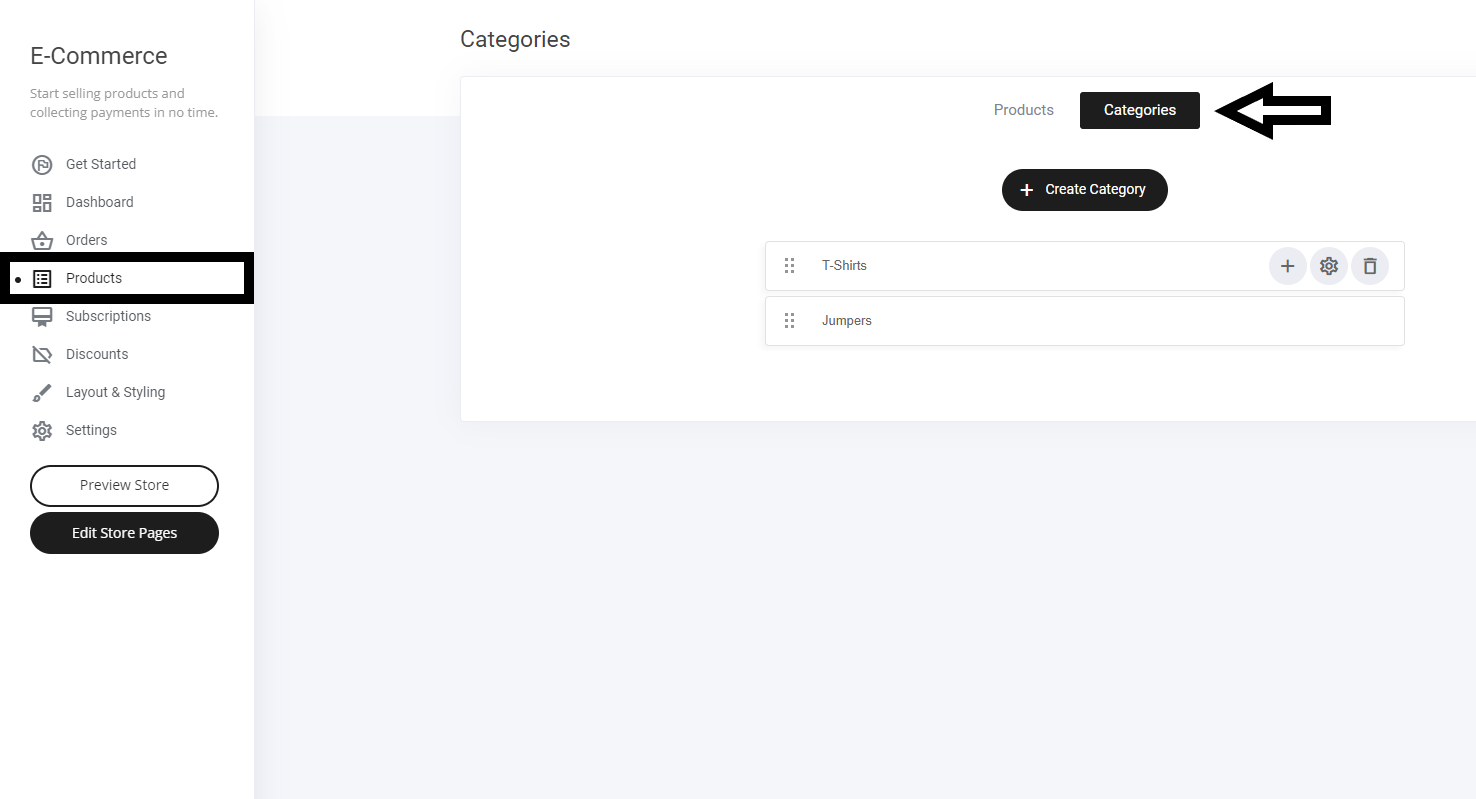 E-Commerce
Start selling products and
collecting payments in no time.
Get Started
Dashboard
Orders
Products
Subscriptions
Discounts
Layout & Styling
Settings
Preview Store
Edit Store Pages
Categories
Products
Categories
Create Category
T-Shirts
Jumpers